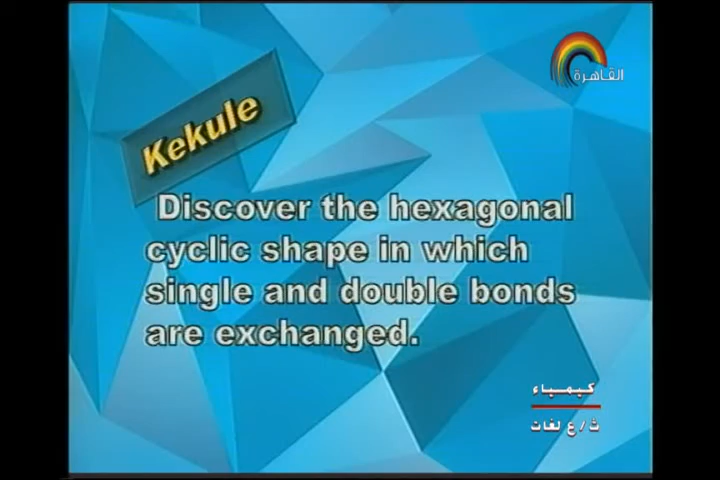 القاهرة
Kekule
Discover the hexagonal
cyclic shape in which
single and double bonds
are exchanged.
كيمياء
ث/ع لغات